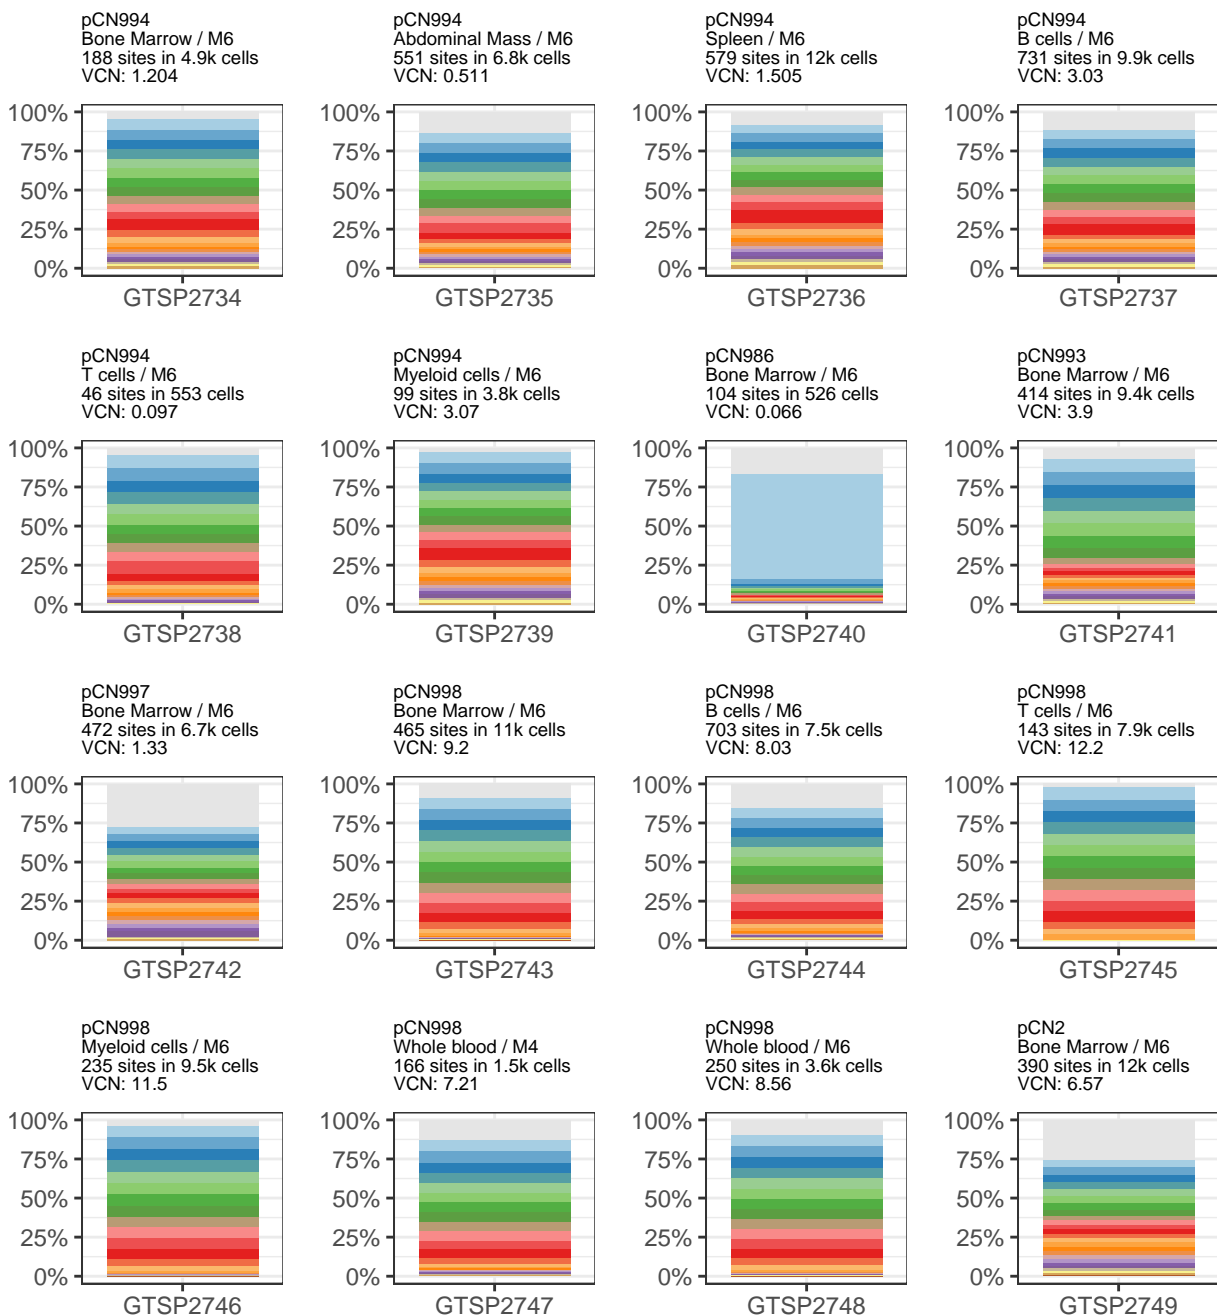 pCN994
Bone Marrow / M6
188 sites in 4.9k cells
VCN: 1.204
100%
75%
50%
25%
0%
GTSP2734
pCN994
Abdominal Mass / M6
551 sites in 6.8k cells
VCN: 0.511
100%
75%
50%
25%
0%
GTSP2735
pCN994
Spleen / M6
579 sites in 12k cells
VCN: 1.505
100%
75%
50%
25%
0%
GTSP2736
pCN994
B cells / M6
731 sites in 9.9k cells
VCN: 3.03
100%
75%
50%
25%
0%
GTSP2737
pCN994
T cells / M6
46 sites in 553 cells
VCN: 0.097
100%
75%
50%
25%
0%
GTSP2738
pCN994
Myeloid cells / M6
99 sites in 3.8k cells
VCN: 3.07
100%
75%
50%
25%
0%
GTSP2739
pCN986
Bone Marrow / M6
104 sites in 526 cells
VCN: 0.066
100%
75%
50%
25%
0%
GTSP2740
pCN993
Bone Marrow / M6
414 sites in 9.4k cells
VCN: 3.9
100%
75%
50%
25%
0%
GTSP2741
pCN997
Bone Marrow / M6
472 sites in 6.7k cells
VCN: 1.33
100%
75%
50%
25%
0%
GTSP2742
pCN998
Bone Marrow / M6
465 sites in 11k cells
VCN: 9.2
100%
75%
50%
25%
0%
GTSP2743
pCN998
B cells / M6
703 sites in 7.5k cells
VCN: 8.03
100%
75%
50%
25%
0%
GTSP2744
pCN998
T cells / M6
143 sites in 7.9k cells
VCN: 12.2
100%
75%
50%
25%
0%
GTSP2745
pCN998
Myeloid cells / M6
235 sites in 9.5k cells
VCN: 11.5
100%
75%
50%
25%
0%
GTSP2746
pCN998
Whole blood / M4
166 sites in 1.5k cells
VCN: 7.21
100%
75%
50%
25%
0%
GTSP2747
pCN998
Whole blood / M6
250 sites in 3.6k cells
VCN: 8.56
100%
75%
50%
25%
0%
GTSP2748
pCN2
Bone Marrow / M6
390 sites in 12k cells
VCN: 6.57
100%
75%
50%
25%
0%
GTSP2749